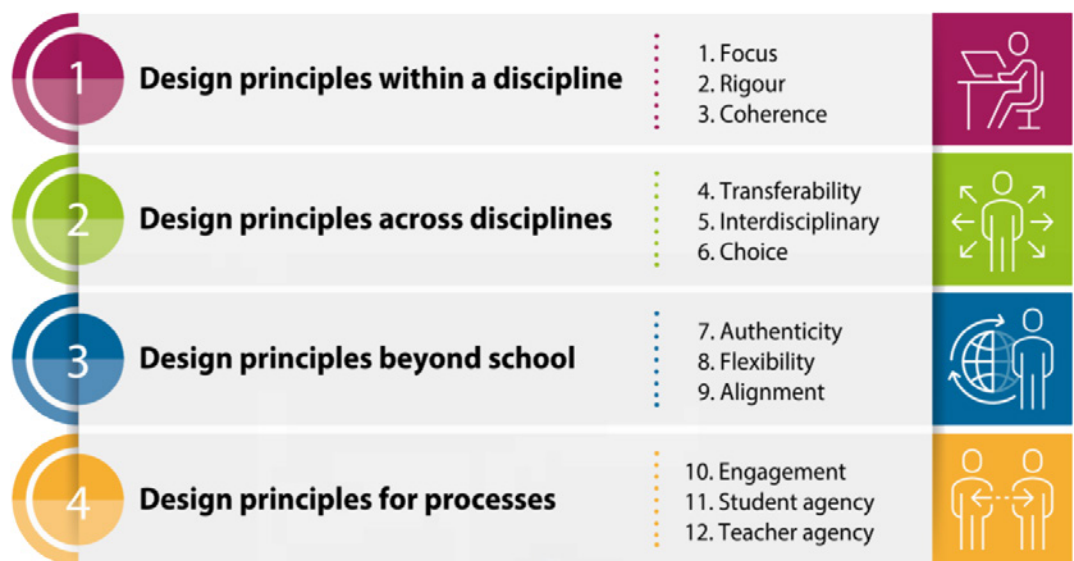 1
Design principles within a discipline
1. Focus
2. Rigour
3. Coherence
2
Design principles across disciplines
4. Transferability
5. Interdisciplinary
6. Choice
3
Design principles beyond school
7. Authenticity
8. Flexibility
9. Alignment
4
Design principles for processes
10. Engagement
11. Student agency
12. Teacher agency